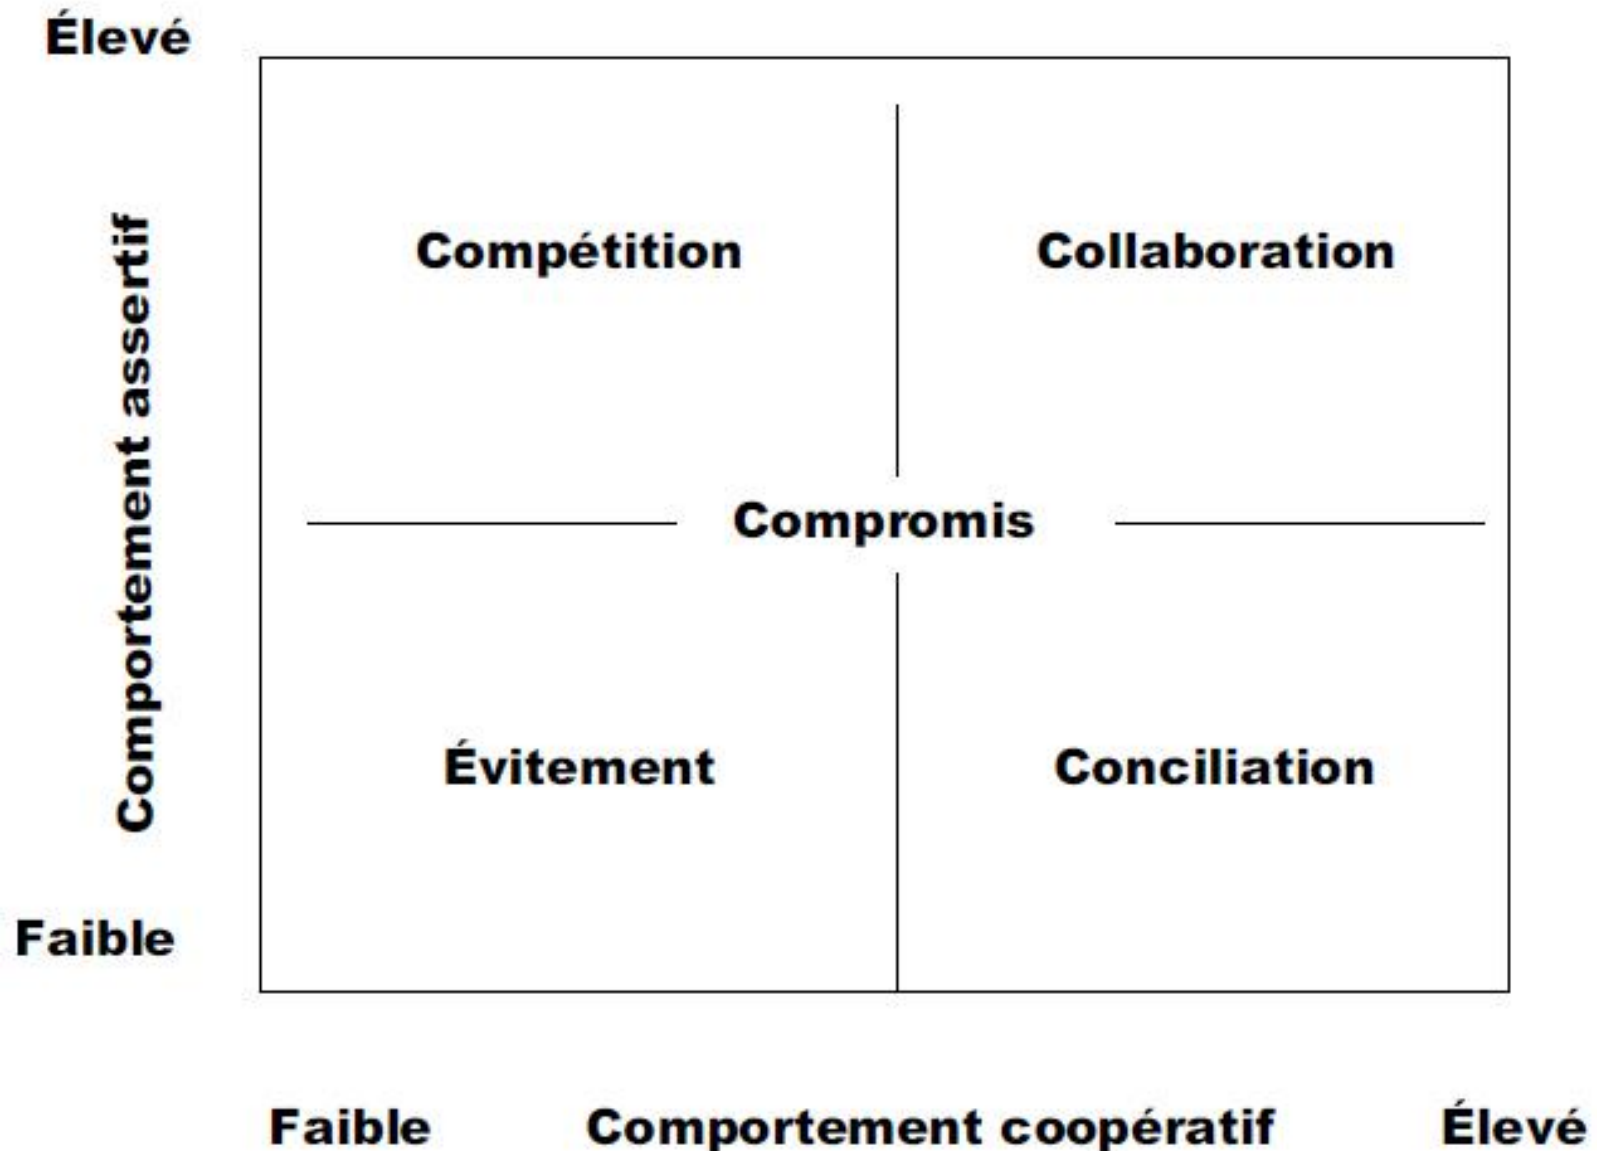 Élevé
Comportement assertif
Compétition
Collaboration
Compromis
Évitement
Conciliation
Faible
Faible
Comportement coopératif
Élevé